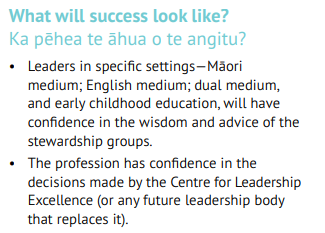 What will success look like?
Ka pēhea te āhua o te angitu?
• Leaders in specific settings—Māori
medium; English medium; dual medium,
and early childhood education, will have
confidence in the wisdom and advice of the
stewardship groups.
• The profession has confidence in the
decisions made by the Centre for Leadership
Excellence (or any future leadership body
that replaces it).